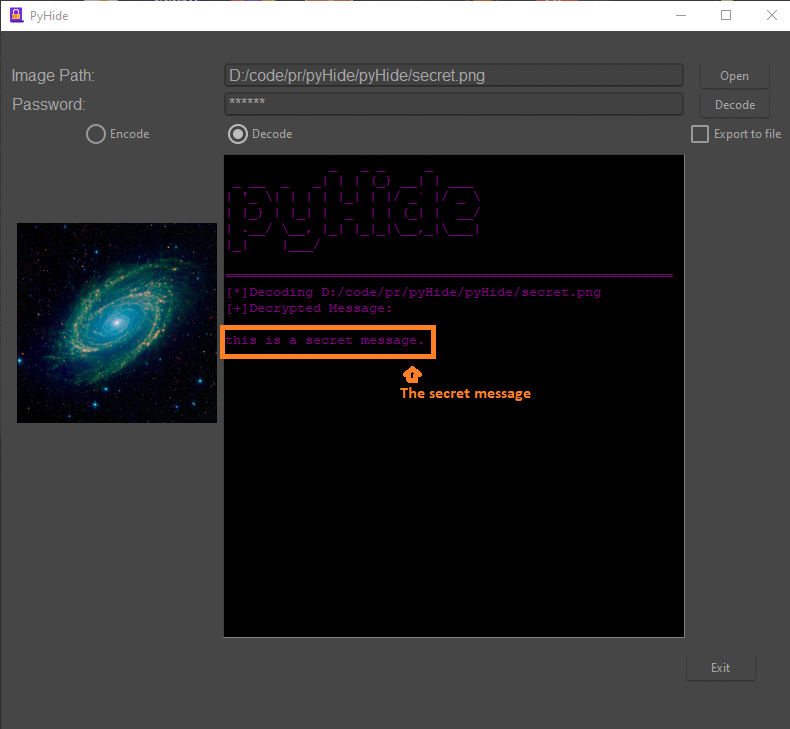 PyHide
Image Path:
D:/code/pr/pyHide/pyHide/secret.png
Open
Password:
******
Decode
Encode
Decode
Export to file
pyHide
[*]Decoding D:/code/pr/pyHide/pyHide/secret.png
[+]Decrypted Message:
this is a secret message.
The secret message
Exit